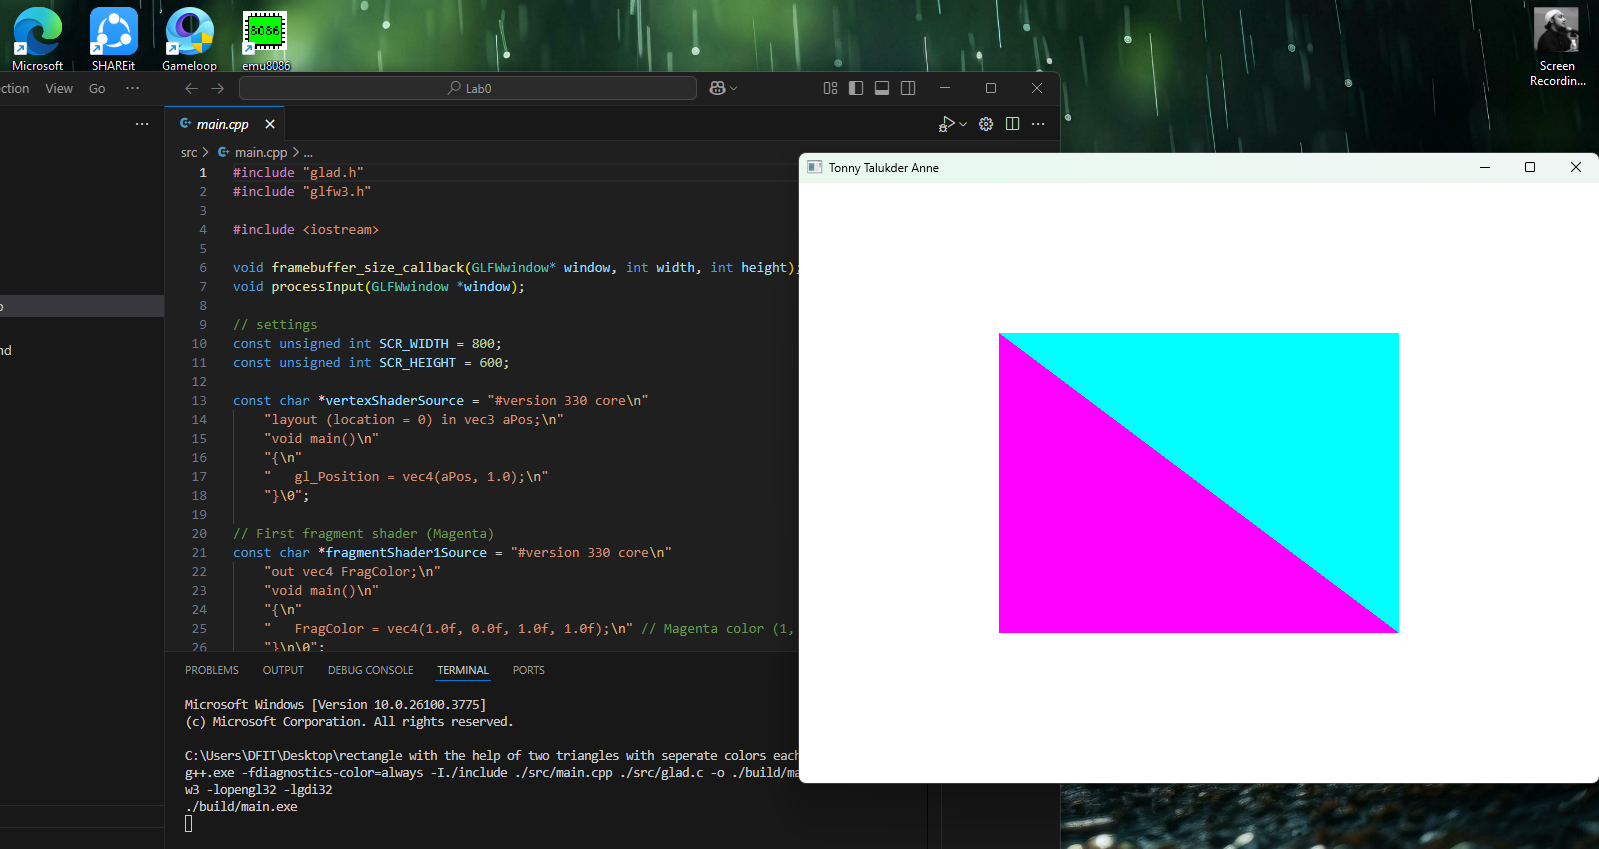 Microsoft
SHAREit
Gameloop
8086
emu8086
Screen
Recordin...
ction View Go ...
Lab0
main.cpp
src > main.cpp > ...
1 #include "glad.h"
2 #include "glfw3.h"
3
4 #include <iostream>
5
6 void framebuffer_size_callback(GLFWwindow* window, int width, int height);
7 void processInput(GLFWwindow *window);
8
9 // settings
10 const unsigned int SCR_WIDTH = 800;
11 const unsigned int SCR_HEIGHT = 600;
12
13 const char *vertexShaderSource = "#version 330 core\n"
14 "layout (location = 0) in vec3 aPos;\n"
15 "void main()\n"
16 "{\n"
17 "   gl_Position = vec4(aPos, 1.0);\n"
18 "}\0";
19
20 // First fragment shader (Magenta)
21 const char *fragmentShader1Source = "#version 330 core\n"
22 "out vec4 FragColor;\n"
23 "void main()\n"
24 "{\n"
25 "   FragColor = vec4(1.0f, 0.0f, 1.0f, 1.0f);\n" // Magenta color (1,
26 "}\n\0";
nd
PROBLEMS OUTPUT DEBUG CONSOLE TERMINAL PORTS
Microsoft Windows [Version 10.0.26100.3775]
(c) Microsoft Corporation. All rights reserved.
C:\Users\DFIT\Desktop\rectangle with the help of two triangles with seperate colors each
g++.exe -fdiagnostics-color=always -I./include ./src/main.cpp ./src/glad.c -o ./build/ma
w3 -lopengl32 -lgdi32
./build/main.exe
Tonny Talukder Anne